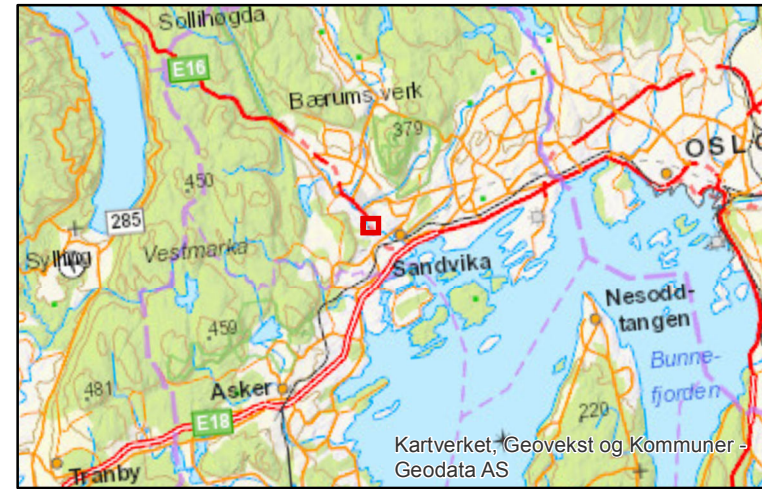 Sollihøgda
E16
Bærums verk
379
OSL
450
285
Vestmarka
Sylling
Sandvika
Nesodd-
tangen
459
Bunne-
fjorden
481
Asker
E18
220
Kartverket, Geovekst og Kommuner -
Geodata AS
Tranby